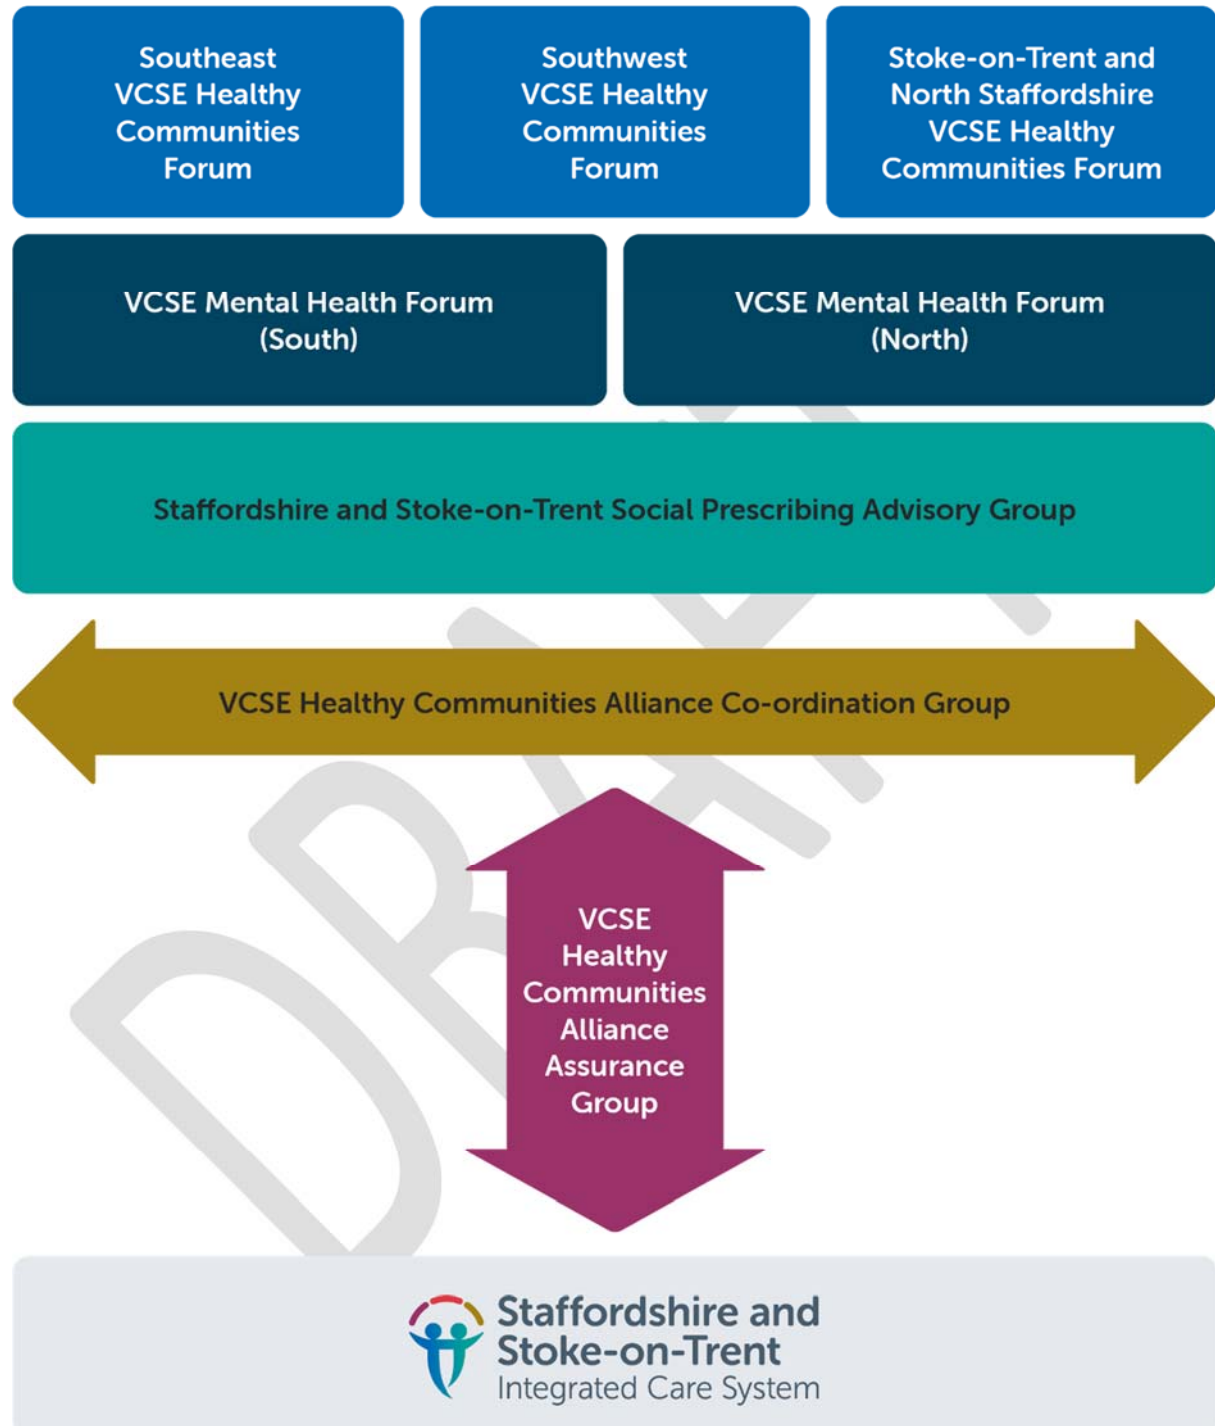 Southeast
VCSE Healthy
Communities
Forum
Southwest
VCSE Healthy
Communities
Forum
Stoke-on-Trent and
North Staffordshire
VCSE Healthy
Communities Forum
VCSE Mental Health Forum
(South)
VCSE Mental Health Forum
(North)
Staffordshire and Stoke-on-Trent Social Prescribing Advisory Group
VCSE Healthy Communities Alliance Co-ordination Group
VCSE
Healthy
Communities
Alliance
Assurance
Group
DRAFT
Staffordshire and
Stoke-on-Trent
Integrated Care System